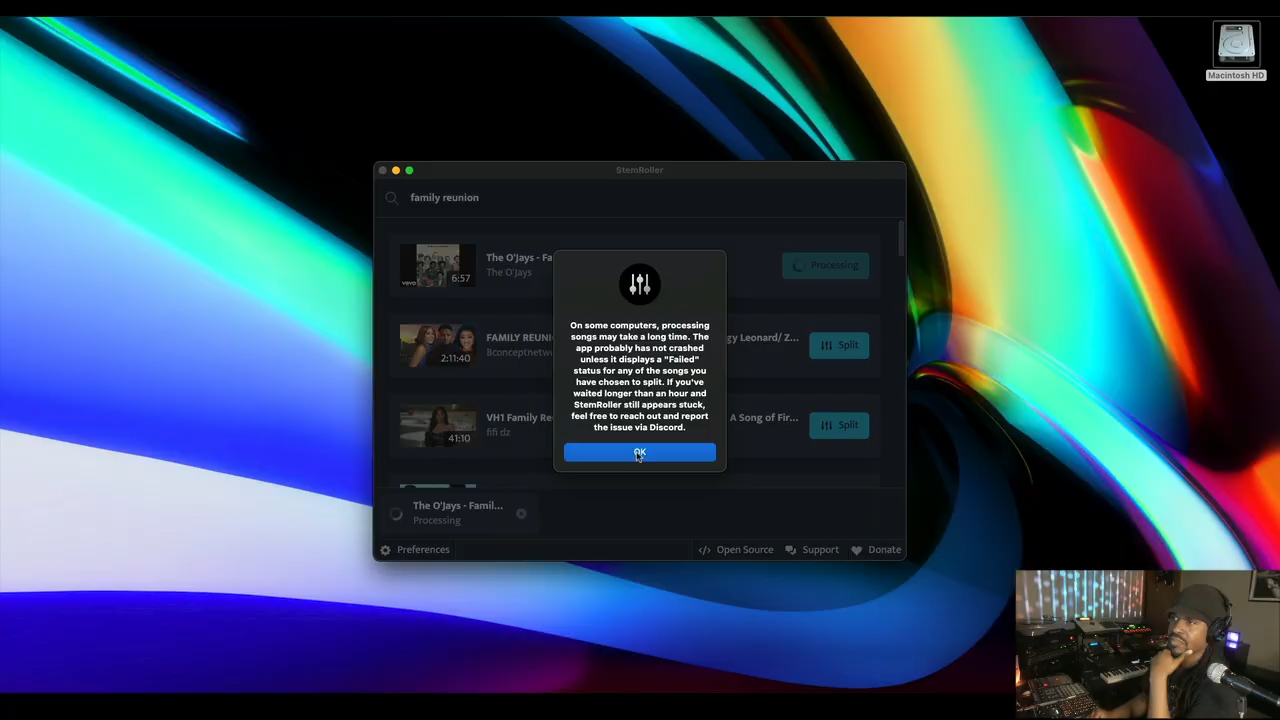 Macintosh HD
StemRoller
family reunion
The O'Jays - Fa
The O'Jays
6:57
vevo
Processing
FAMILY REUNI
gy Leonard/ Z...
Bconceptnetw
2:11:40
Split
VH1 Family Re
A Song of Fir...
fifi dz
41:10
Split
On some computers, processing
songs may take a long time. The
app probably has not crashed
unless it displays a "Failed"
status for any of the songs you
have chosen to split. If you've
waited longer than an hour and
StemRoller still appears stuck,
feel free to reach out and report
the issue via Discord.
OK
The O'Jays - Famil...
Processing
Preferences
Open Source
Support
Donate